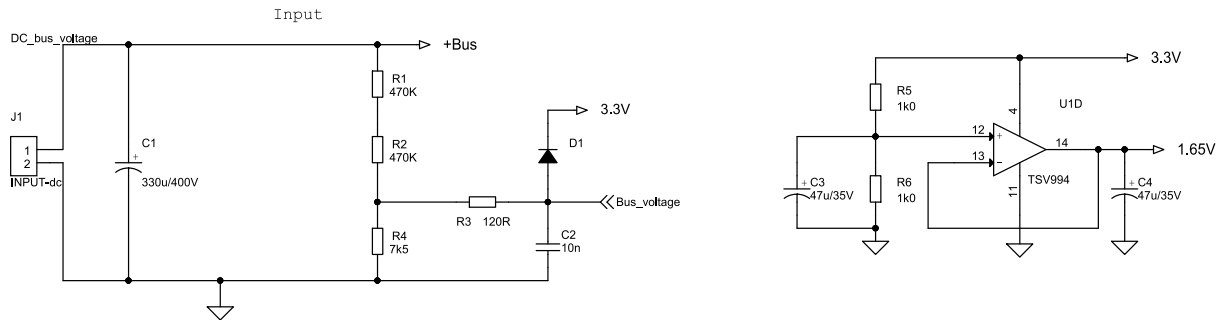 Input
DC_bus_voltage
+Bus
R1
470K
J1
1
2
INPUT-dc
C1
+
330u/400V
R2
470K
3.3V
D1
R3 120R
Bus_voltage
R4
7k5
C2
10n
3.3V
R5
1k0
4
U1D
12
+
13
-
14
1.65V
TSV994
11
C3
+
47u/35V
R6
1k0
C4
+
47u/35V